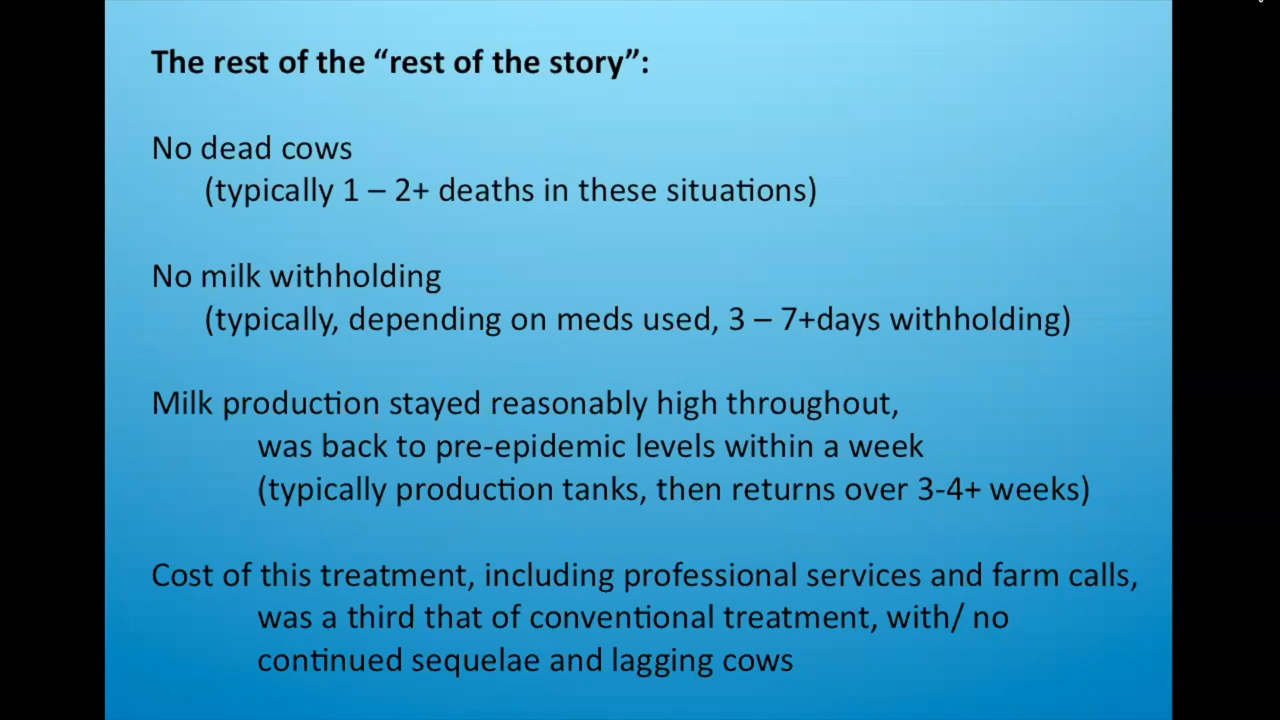 The rest of the “rest of the story”:
No dead cows
(typically 1 – 2+ deaths in these situations)
No milk withholding
(typically, depending on meds used, 3 – 7+days withholding)
Milk production stayed reasonably high throughout,
was back to pre-epidemic levels within a week
(typically production tanks, then returns over 3-4+ weeks)
Cost of this treatment, including professional services and farm calls,
was a third that of conventional treatment, with/ no
continued sequelae and lagging cows